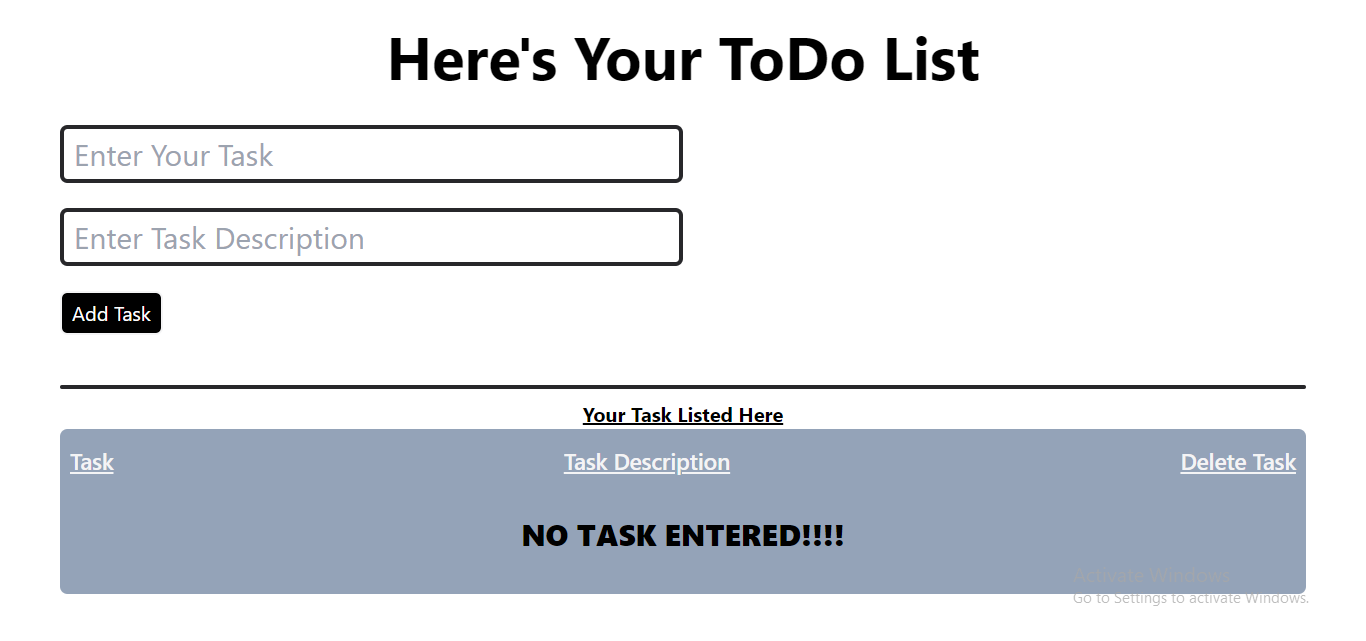 Here's Your ToDo List
Enter Your Task
Enter Task Description
Add Task
Your Task Listed Here
Task Task Description Delete Task
NO TASK ENTERED!!!!
Activate Windows
Go to Settings to activate Windows.